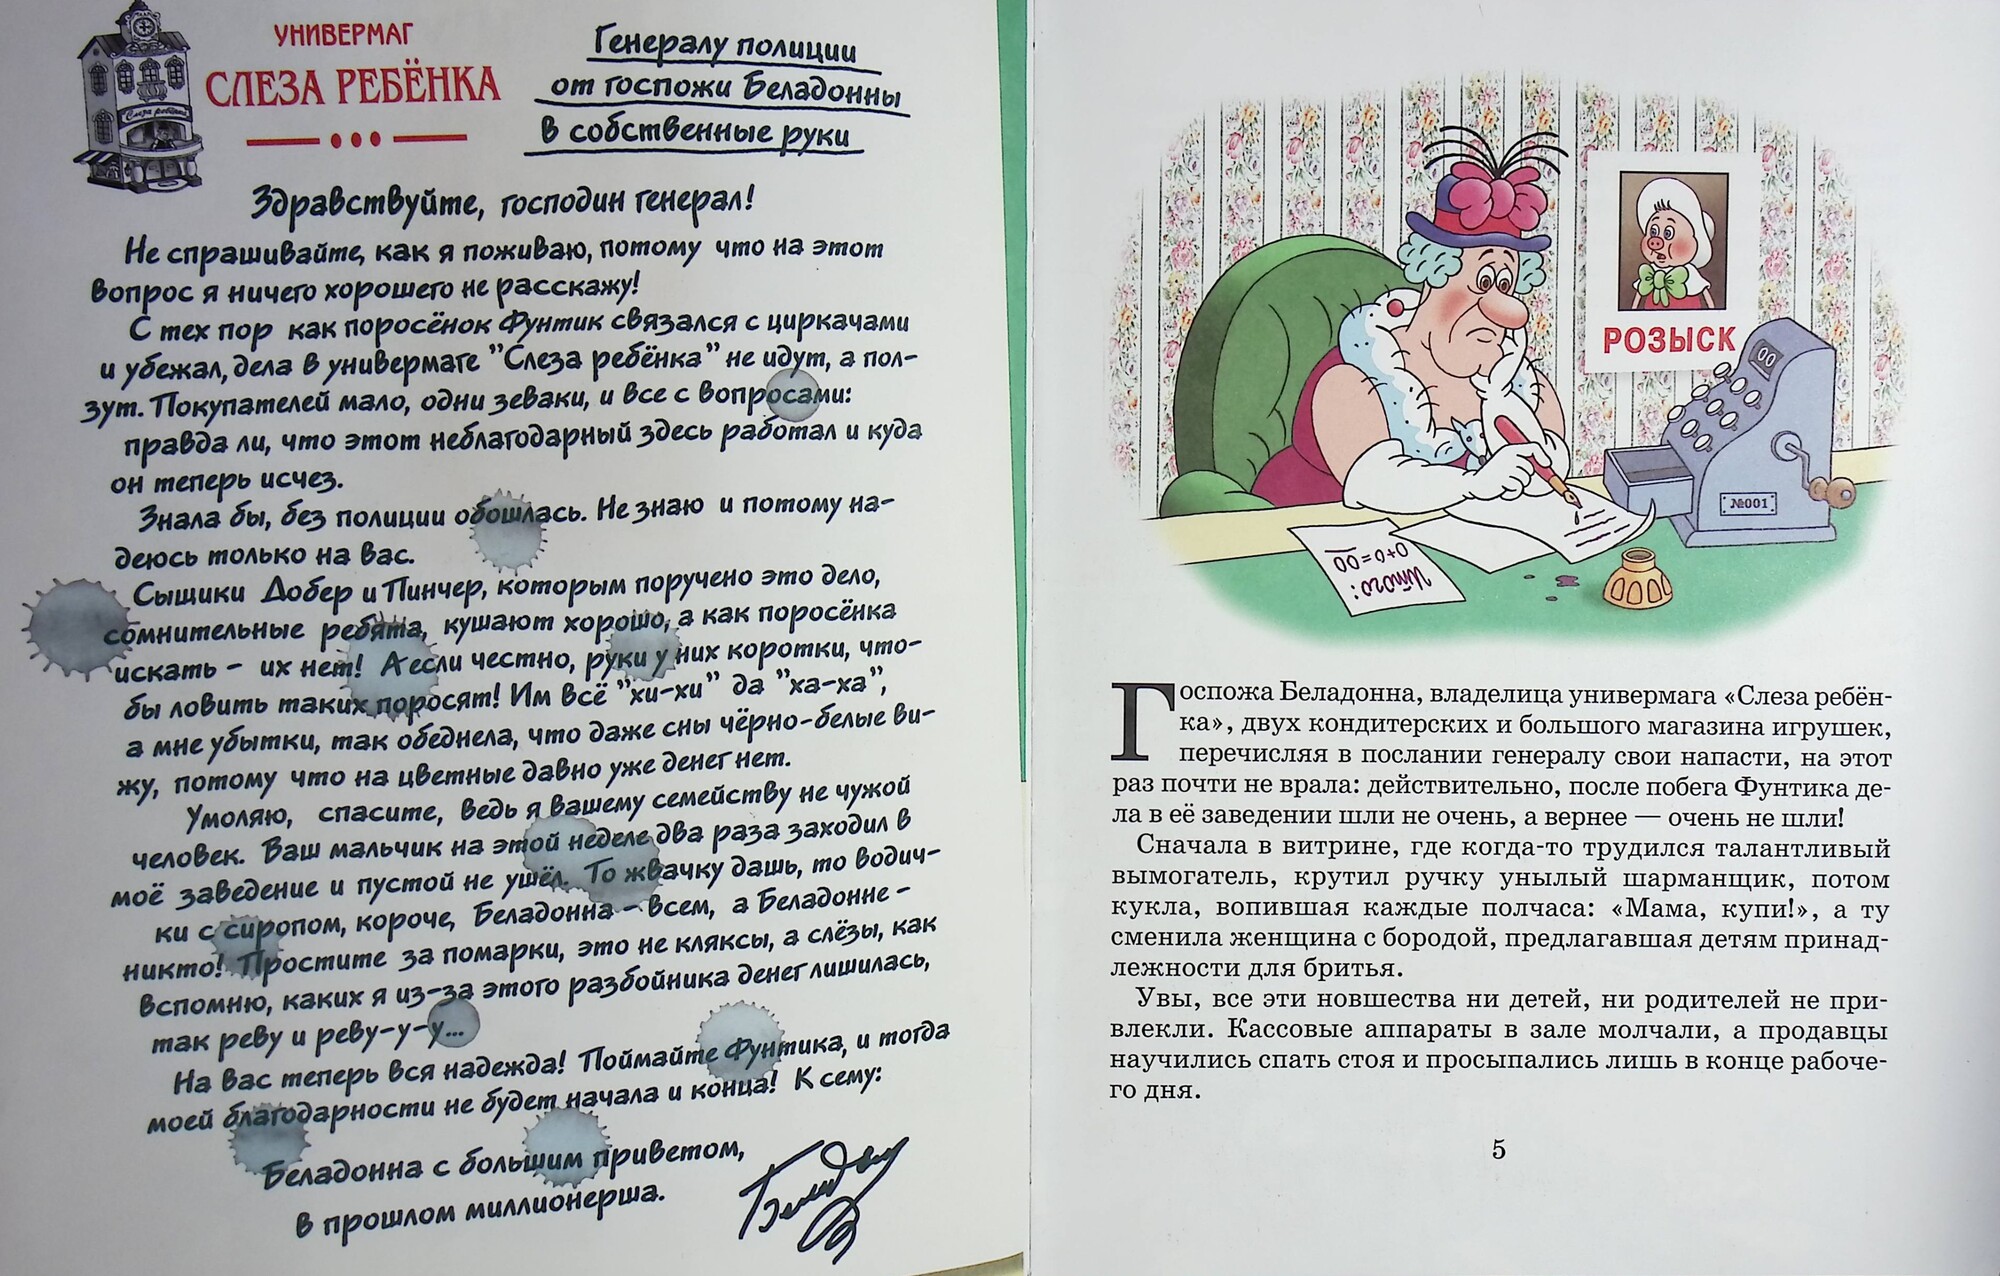 УНИВЕРМАГ
СЛЕЗА РЕБЁНКА
Слеза ребёнка
Генералу полиции
от госпожи Беладонны
в собственные руки
Здравствуйте, господин генерал!
Не спрашивайте, как я поживаю, потому что на этот
вопрос я ничего хорошего не расскажу!
С тех пор как поросёнок Фунтик связался с циркачами
и убежал, дела в универмаге "Слеза ребёнка" не идут, а пол-
зут. Покупателей мало, одни зеваки, и все с вопросами:
правда ли, что этот неблагодарный здесь работал и куда
он теперь исчез.
Знала бы, без полиции обошлась. Не знаю и потому на-
деюсь только на вас.
Сыщики Добер и Пинчер, которым поручено это дело,
сомнительные ребята, кушают хорошо, а как поросёнка
искать - их нет! А если честно, руки у них коротки, что-
бы ловить таких поросят! Им всё "хи-хи" да "ха-ха",
а мне убытки, так обеднела, что даже сны чёрно-белые ви-
жу, потому что на цветные давно уже денег нет.
Умоляю, спасите, ведь я вашему семейству не чужой
человек. Ваш мальчик на этой неделе два раза заходил в
моё заведение и пустой не ушёл. То жвачку дашь, то водич-
ки с сиропом, короче, Беладонна - всем, а Беладонне -
никто! Простите за помарки, это не кляксы, а слёзы, как
вспомню, каких я из-за этого разбойника денег лишилась,
так реву и реву-у-у...
На вас теперь вся надежда! Поймайте Фунтика, и тогда
моей благодарности не будет начала и конца! К сему:
Беладонна с большим приветом,
в прошлом миллионерша.
РОЗЫСК
00
№001
Итого:
0+0=00
Госпожа Беладонна, владелица универмага «Слеза ребён-
ка», двух кондитерских и большого магазина игрушек,
перечисляя в послании генералу свои напасти, на этот
раз почти не врала: действительно, после побега Фунтика де-
ла в её заведении шли не очень, а вернее — очень не шли!
Сначала в витрине, где когда-то трудился талантливый
вымогатель, крутил ручку унылый шарманщик, потом
кукла, вопившая каждые полчаса: «Мама, купи!», а ту
сменила женщина с бородой, предлагавшая детям принад-
лежности для бритья.
Увы, все эти новшества ни детей, ни родителей не при-
влекли. Кассовые аппараты в зале молчали, а продавцы
научились спать стоя и просыпались лишь в конце рабоче-
го дня.
5